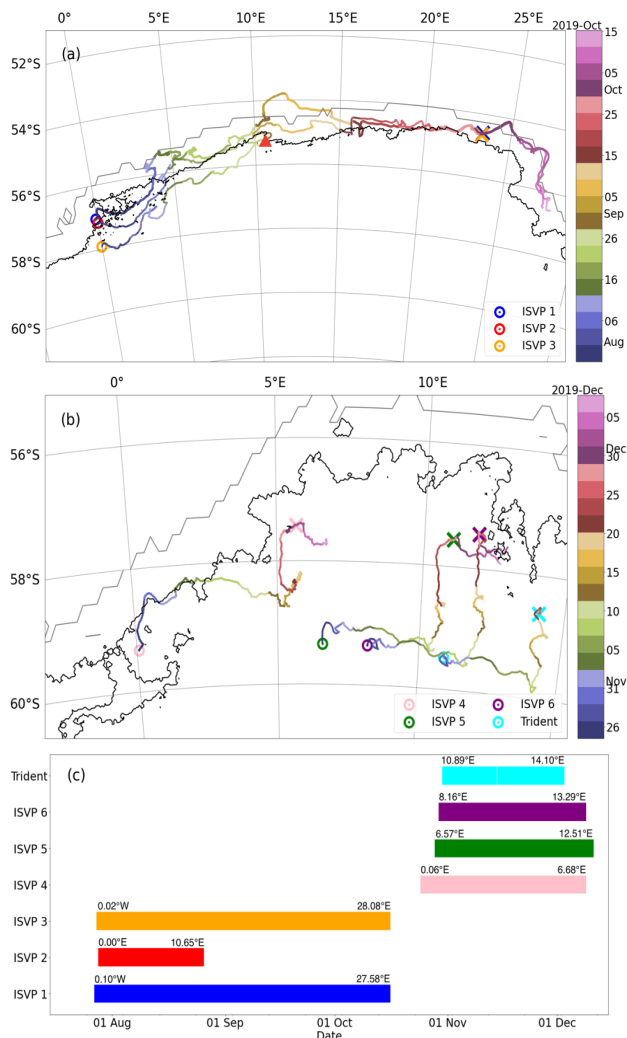 0° 5°E 10°E 15°E 20°E 25°E 2019-Oct
(a)
52°S
54°S
56°S
58°S
60°S
15
05
Oct
25
15
05
Sep
26
16
06
Aug
ISVP 1
ISVP 2
ISVP 3
0° 5°E 10°E 2019-Dec
(b)
56°S
58°S
60°S
05
Dec
30
25
20
15
10
05
Nov
31
26
ISVP 4 ISVP 6
ISVP 5 Trident
(c)
Trident 10.89°E 14.10°E
ISVP 6 8.16°E 13.29°E
ISVP 5 6.57°E 12.51°E
ISVP 4 0.06°E 6.68°E
ISVP 3 0.02°W 28.08°E
ISVP 2 0.00°E 10.65°E
ISVP 1 0.10°W 27.58°E
01 Aug 01 Sep 01 Oct 01 Nov 01 Dec
Date